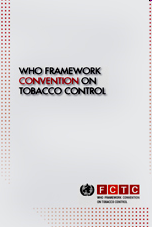 WHO FRAMEWORK
CONVENTION ON
TOBACCO CONTROL
FCTC
WHO FRAMEWORK CONVENTION
ON TOBACCO CONTROL